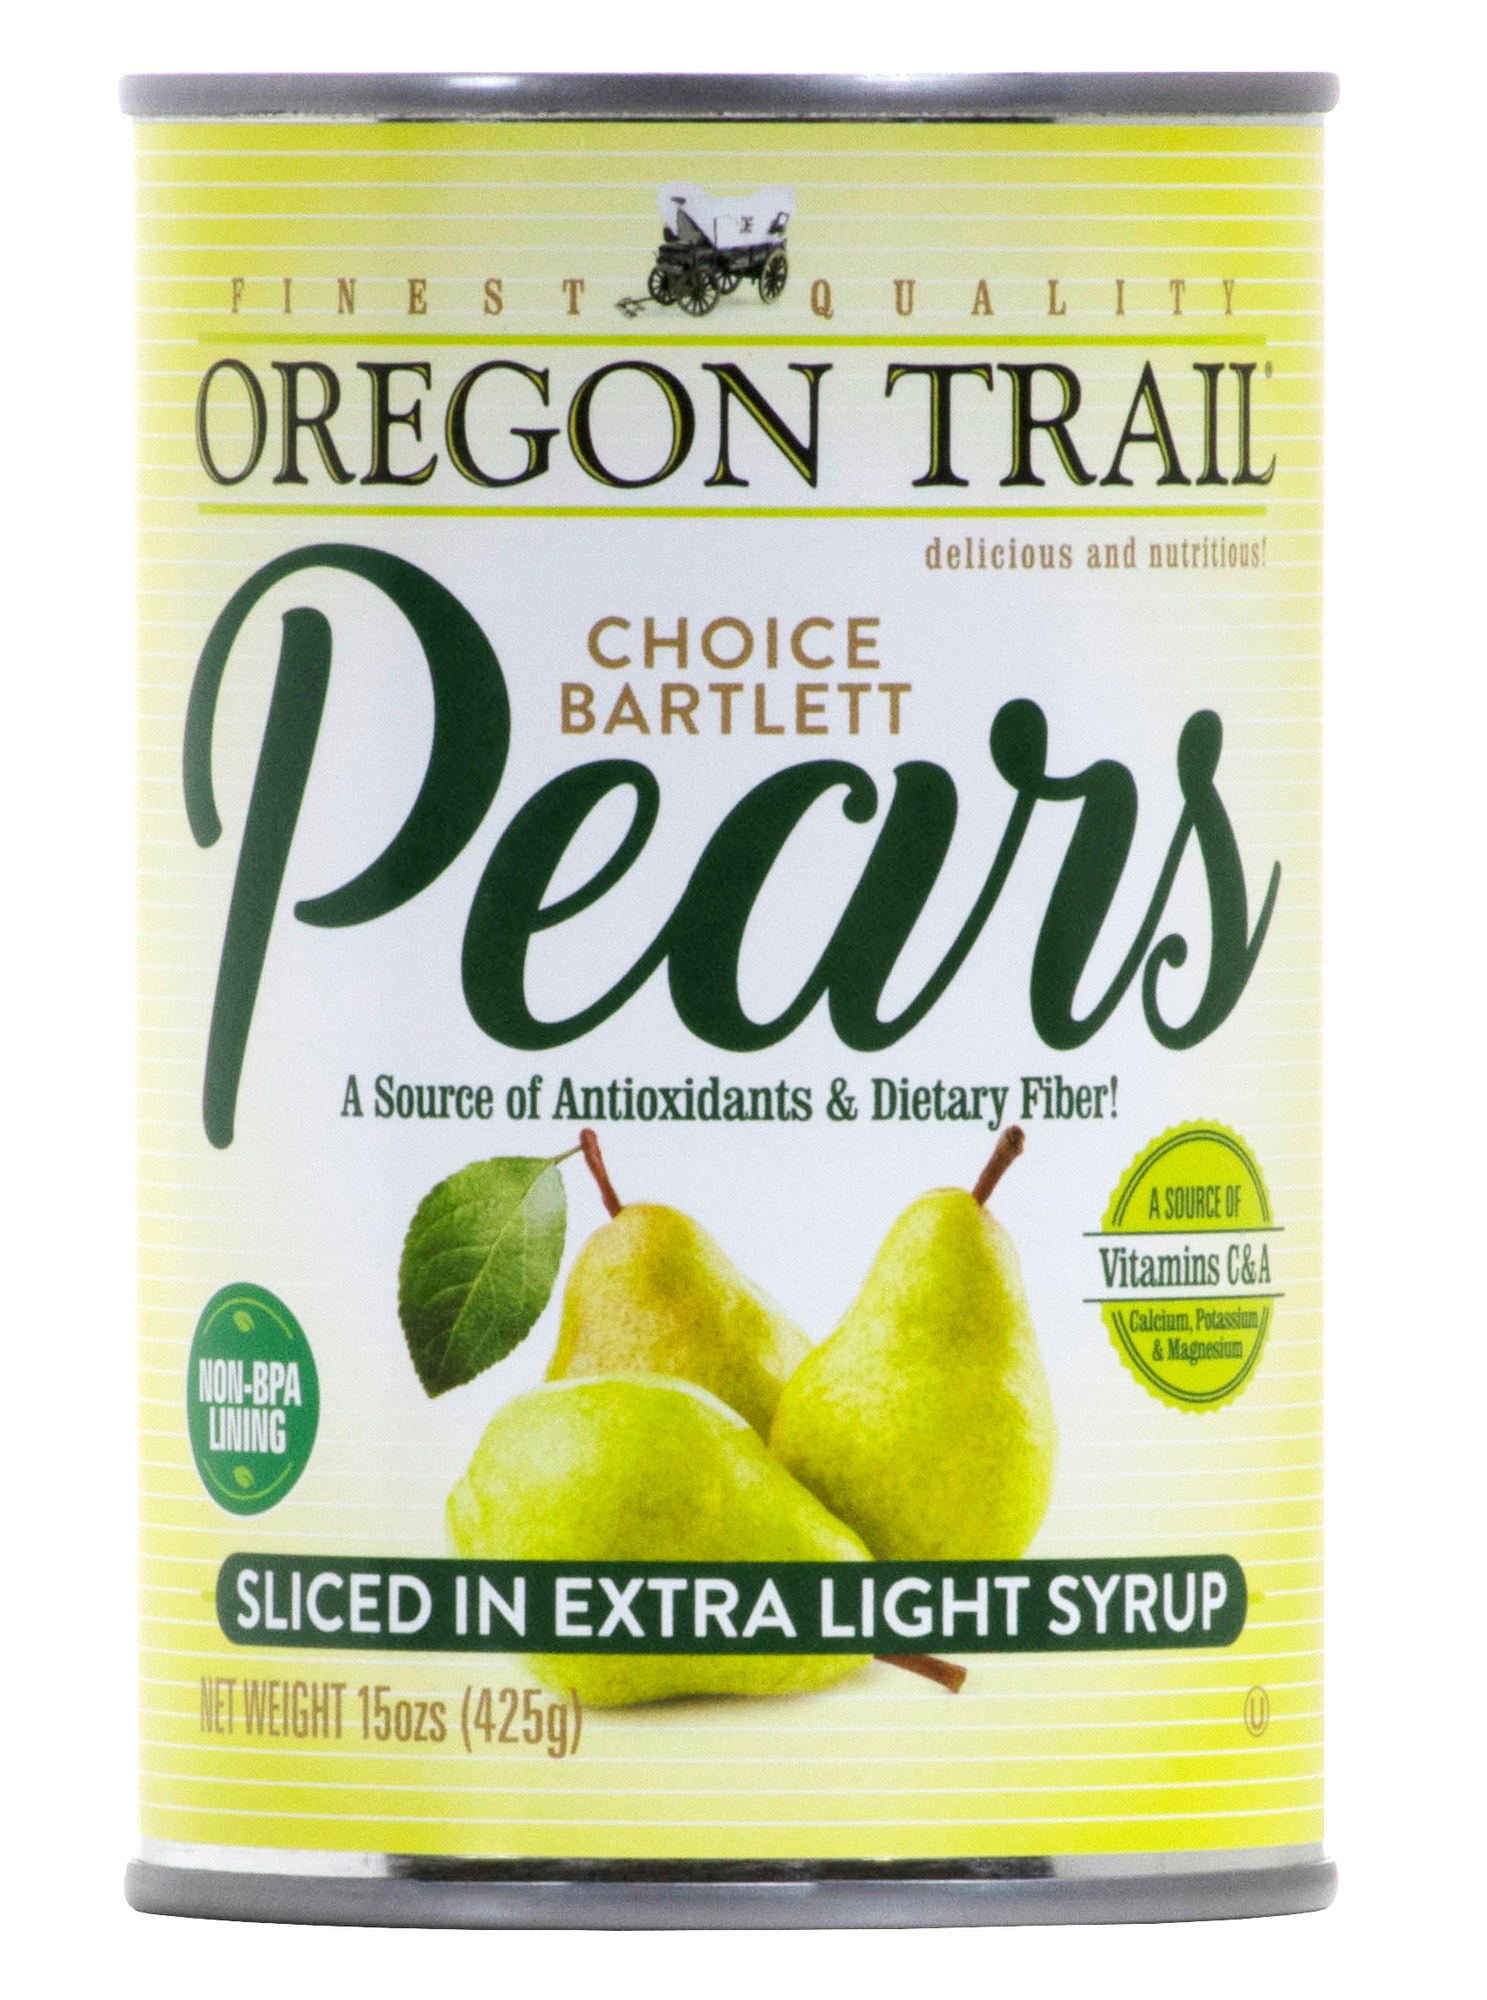 FINEST QUALITY
OREGON TRAIL®
delicious and nutritious!
CHOICE
BARTLETT
Pears
A Source of Antioxidants & Dietary Fiber!
A SOURCE OF
Vitamins C&A
Calcium, Potassium
& Magnesium
NON-BPA
LINING
SLICED IN EXTRA LIGHT SYRUP
NET WEIGHT 15ozs (425g)
U